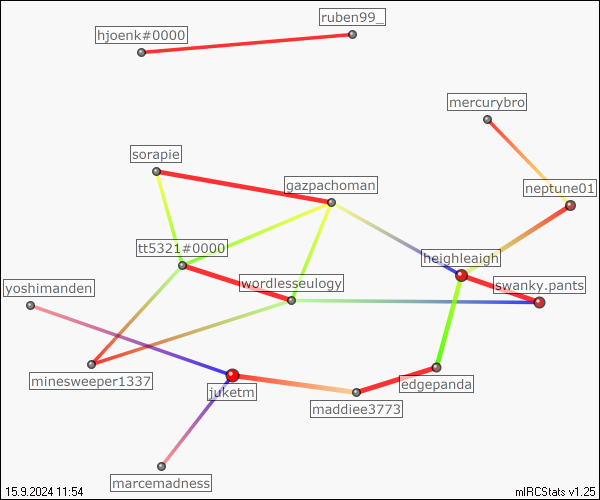 ruben99_
hjoenk#0000
mercurybro
sorapie
gazpachoman
neptune01
tt5321#0000
heighleaigh
wordlesseulogy
swanky.pants
yoshimanden
minesweeper1337
edgepanda
juketm
maddiee3773
marcemadness
15.9.2024 11:54
mIRCStats v1.25